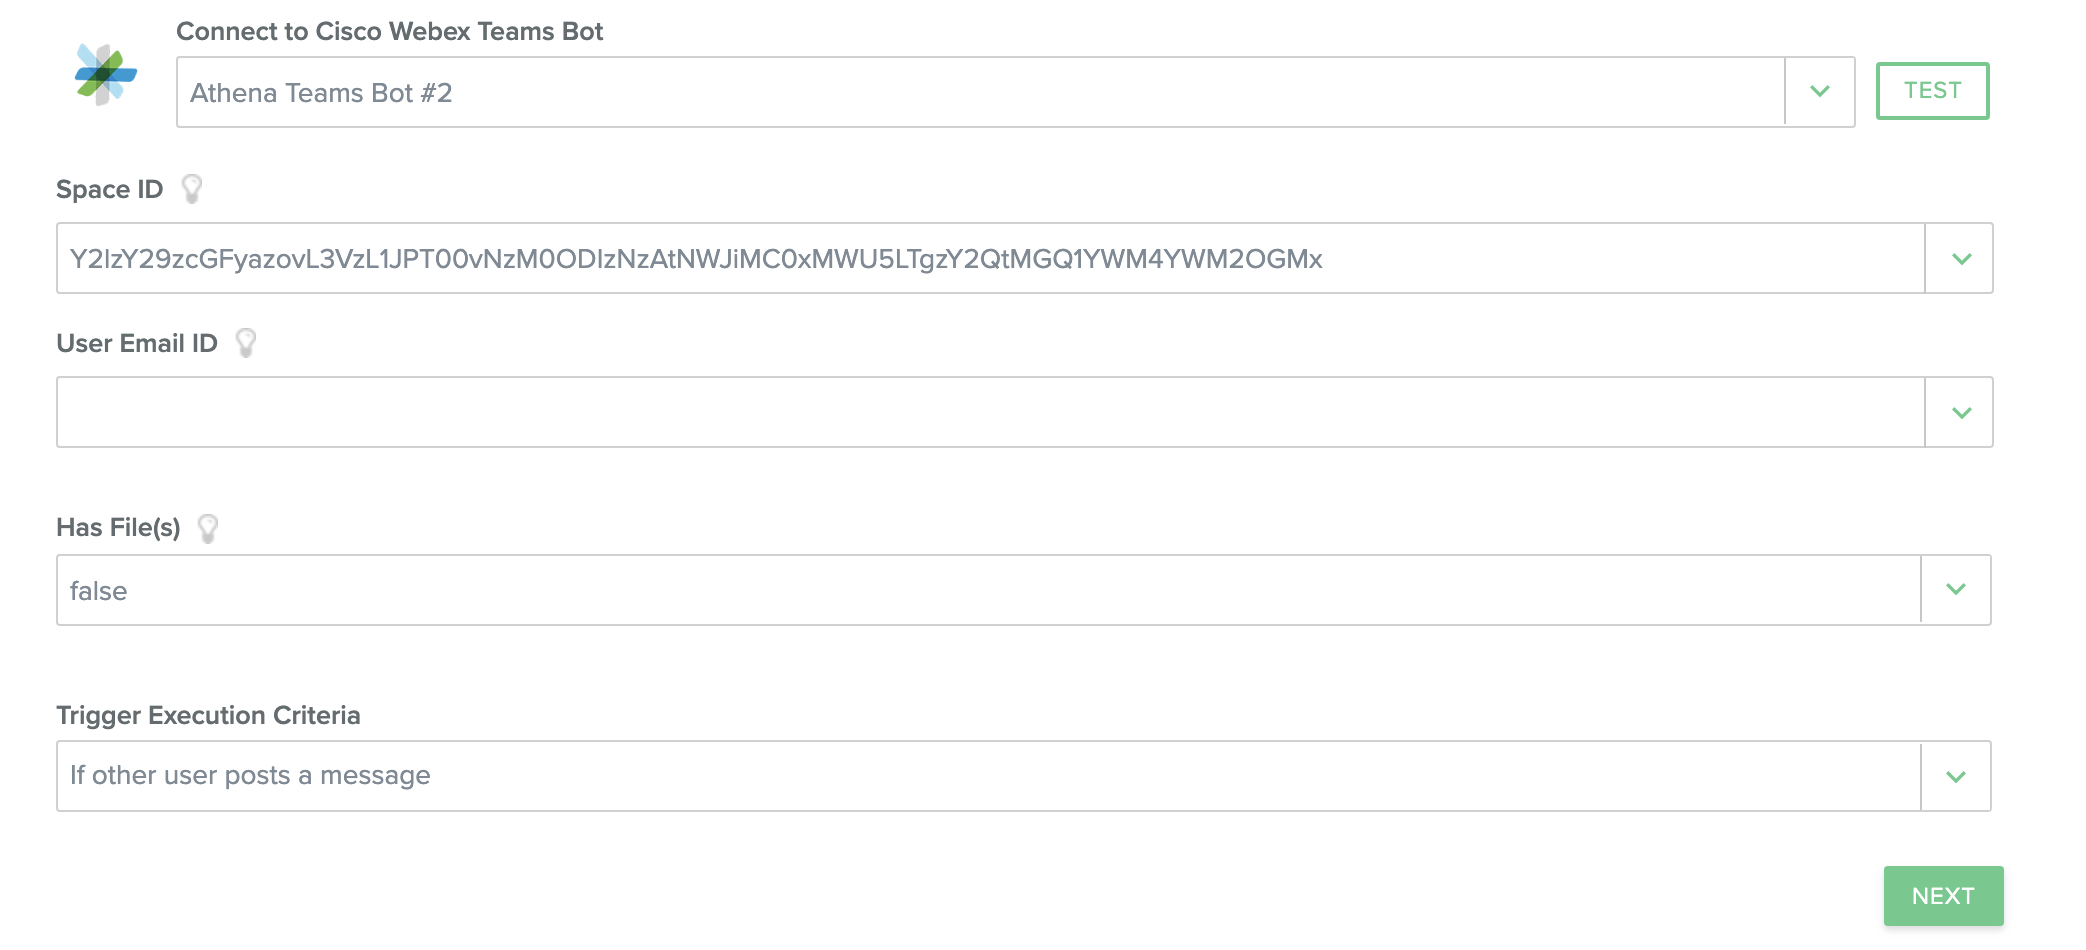 Connect to Cisco Webex Teams Bot
Athena Teams Bot #2
TEST
Space ID
Y2lzY29zcGFyazovL3VzL1JPT00vNzM0ODIzNzAtNWJiMC0xMWU5LTgzY2QtMGQ1YWM4YWM2OGMx
User Email ID
Has File(s)
false
Trigger Execution Criteria
If other user posts a message
NEXT